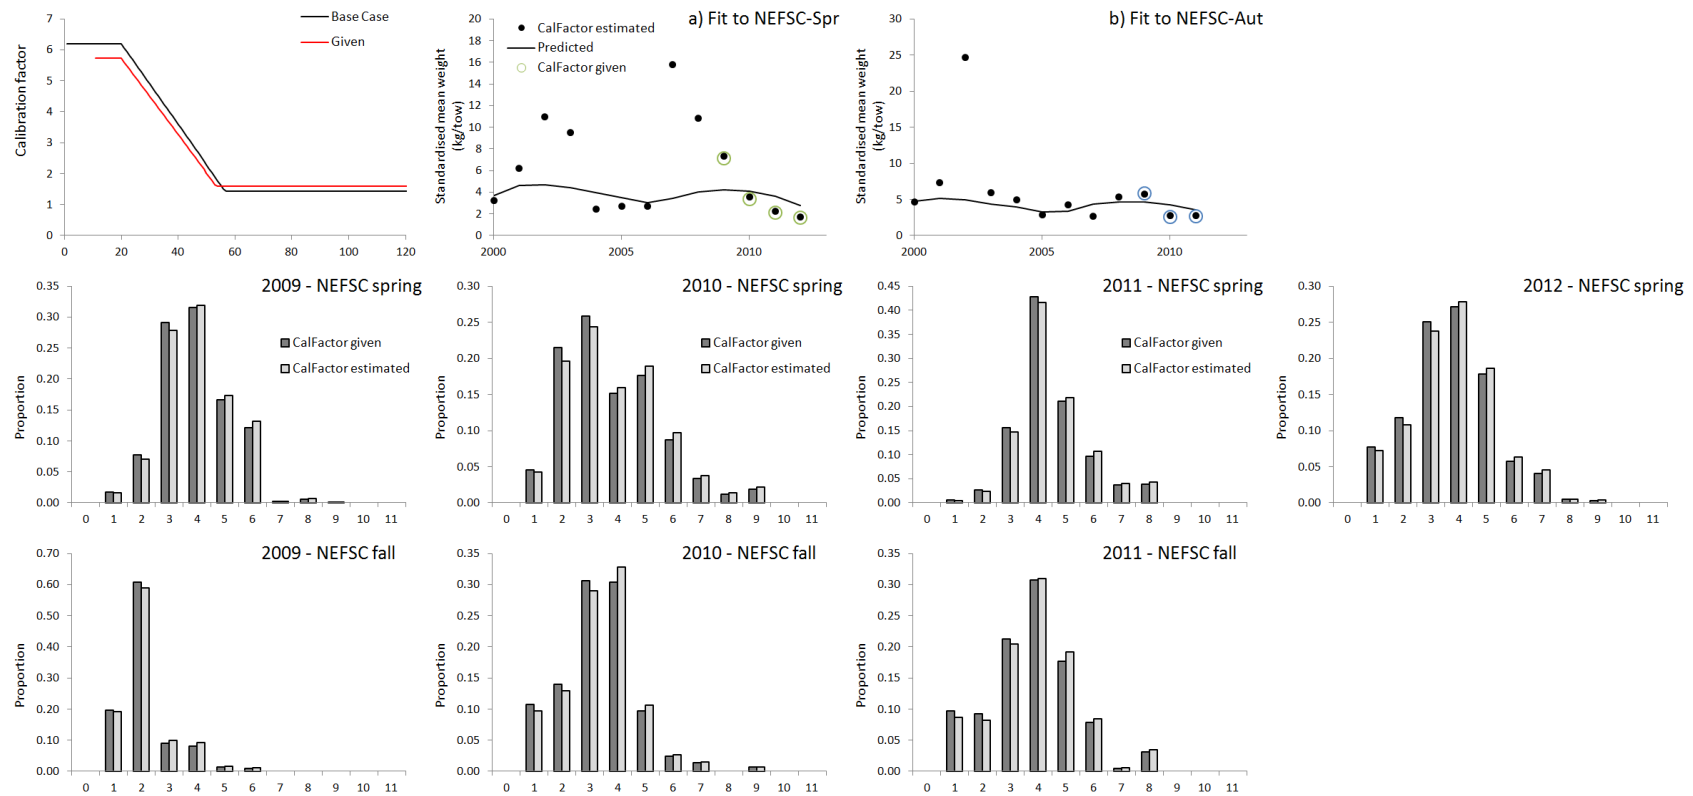 Calibration factor
7
6
5
4
3
2
1
0
0 20 40 60 80 100 120
Base Case
Given
a) Fit to NEFSC-Spr
Standardised mean weight
(kg/tow)
20
18
16
14
12
10
8
6
4
2
0
2000 2005 2010
CalFactor estimated
Predicted
CalFactor given
b) Fit to NEFSC-Aut
Standardised mean weight
(kg/tow)
30
25
20
15
10
5
0
2000 2005 2010
2009 - NEFSC spring
Proportion
0.35
0.30
0.25
0.20
0.15
0.10
0.05
0.00
0 1 2 3 4 5 6 7 8 9 10 11
CalFactor given
CalFactor estimated
2010 - NEFSC spring
Proportion
0.30
0.25
0.20
0.15
0.10
0.05
0.00
0 1 2 3 4 5 6 7 8 9 10 11
CalFactor given
CalFactor estimated
2011 - NEFSC spring
Proportion
0.45
0.40
0.35
0.30
0.25
0.20
0.15
0.10
0.05
0.00
0 1 2 3 4 5 6 7 8 9 10 11
CalFactor given
CalFactor estimated
2012 - NEFSC spring
Proportion
0.30
0.25
0.20
0.15
0.10
0.05
0.00
0 1 2 3 4 5 6 7 8 9 10 11
2009 - NEFSC fall
Proportion
0.70
0.60
0.50
0.40
0.30
0.20
0.10
0.00
0 1 2 3 4 5 6 7 8 9 10 11
2010 - NEFSC fall
Proportion
0.35
0.30
0.25
0.20
0.15
0.10
0.05
0.00
0 1 2 3 4 5 6 7 8 9 10 11
2011 - NEFSC fall
Proportion
0.35
0.30
0.25
0.20
0.15
0.10
0.05
0.00
0 1 2 3 4 5 6 7 8 9 10 11